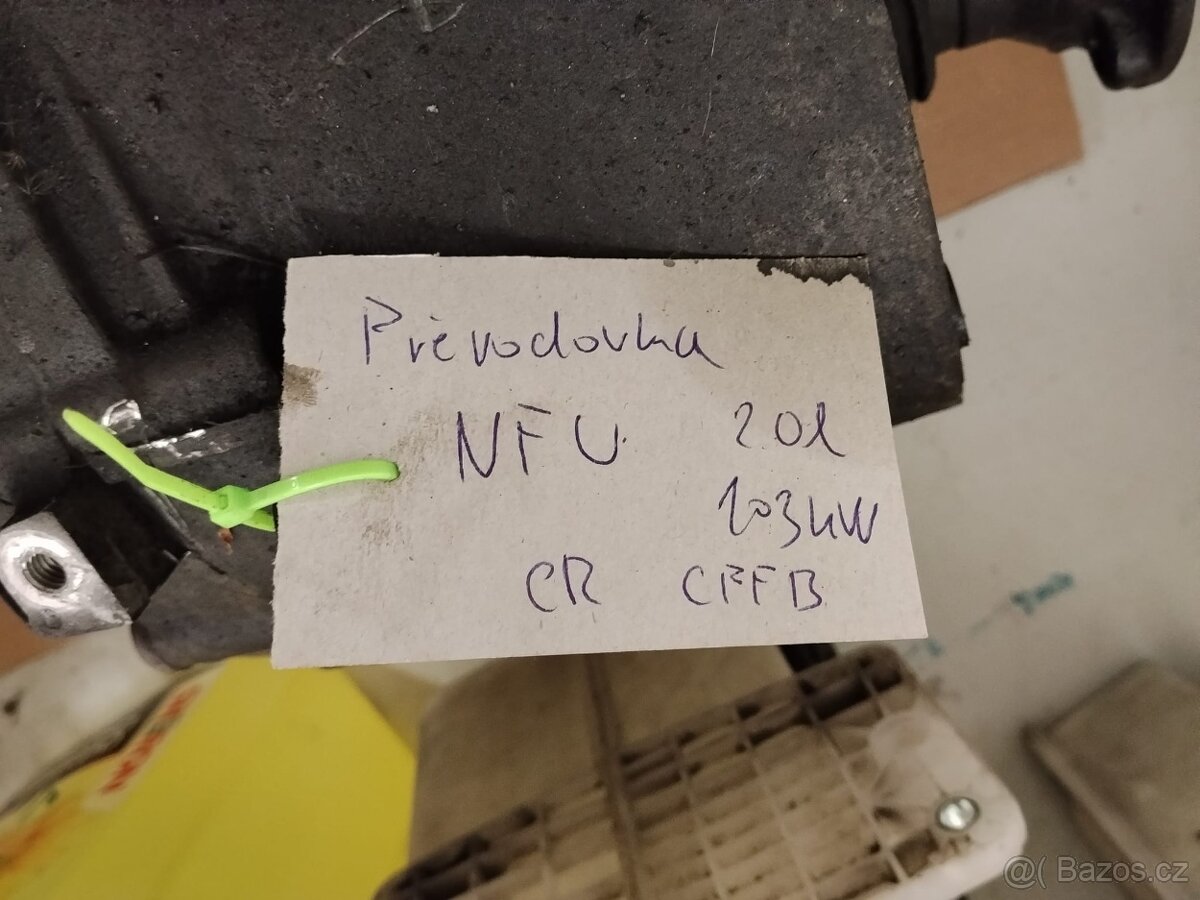 Převodovka
NFU 2.0l
103kW
CR CFFB
@( Bazos.cz